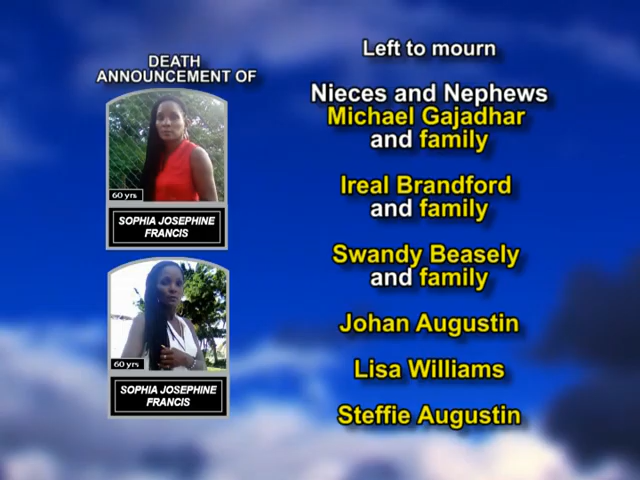 DEATH
ANNOUNCEMENT OF
60 yrs
SOPHIA JOSEPHINE
FRANCIS
60 yrs
SOPHIA JOSEPHINE
FRANCIS
Left to mourn
Nieces and Nephews
Michael Gajadhar
and family
Ireal Brandford
and family
Swandy Beasely
and family
Johan Augustin
Lisa Williams
Steffie Augustin